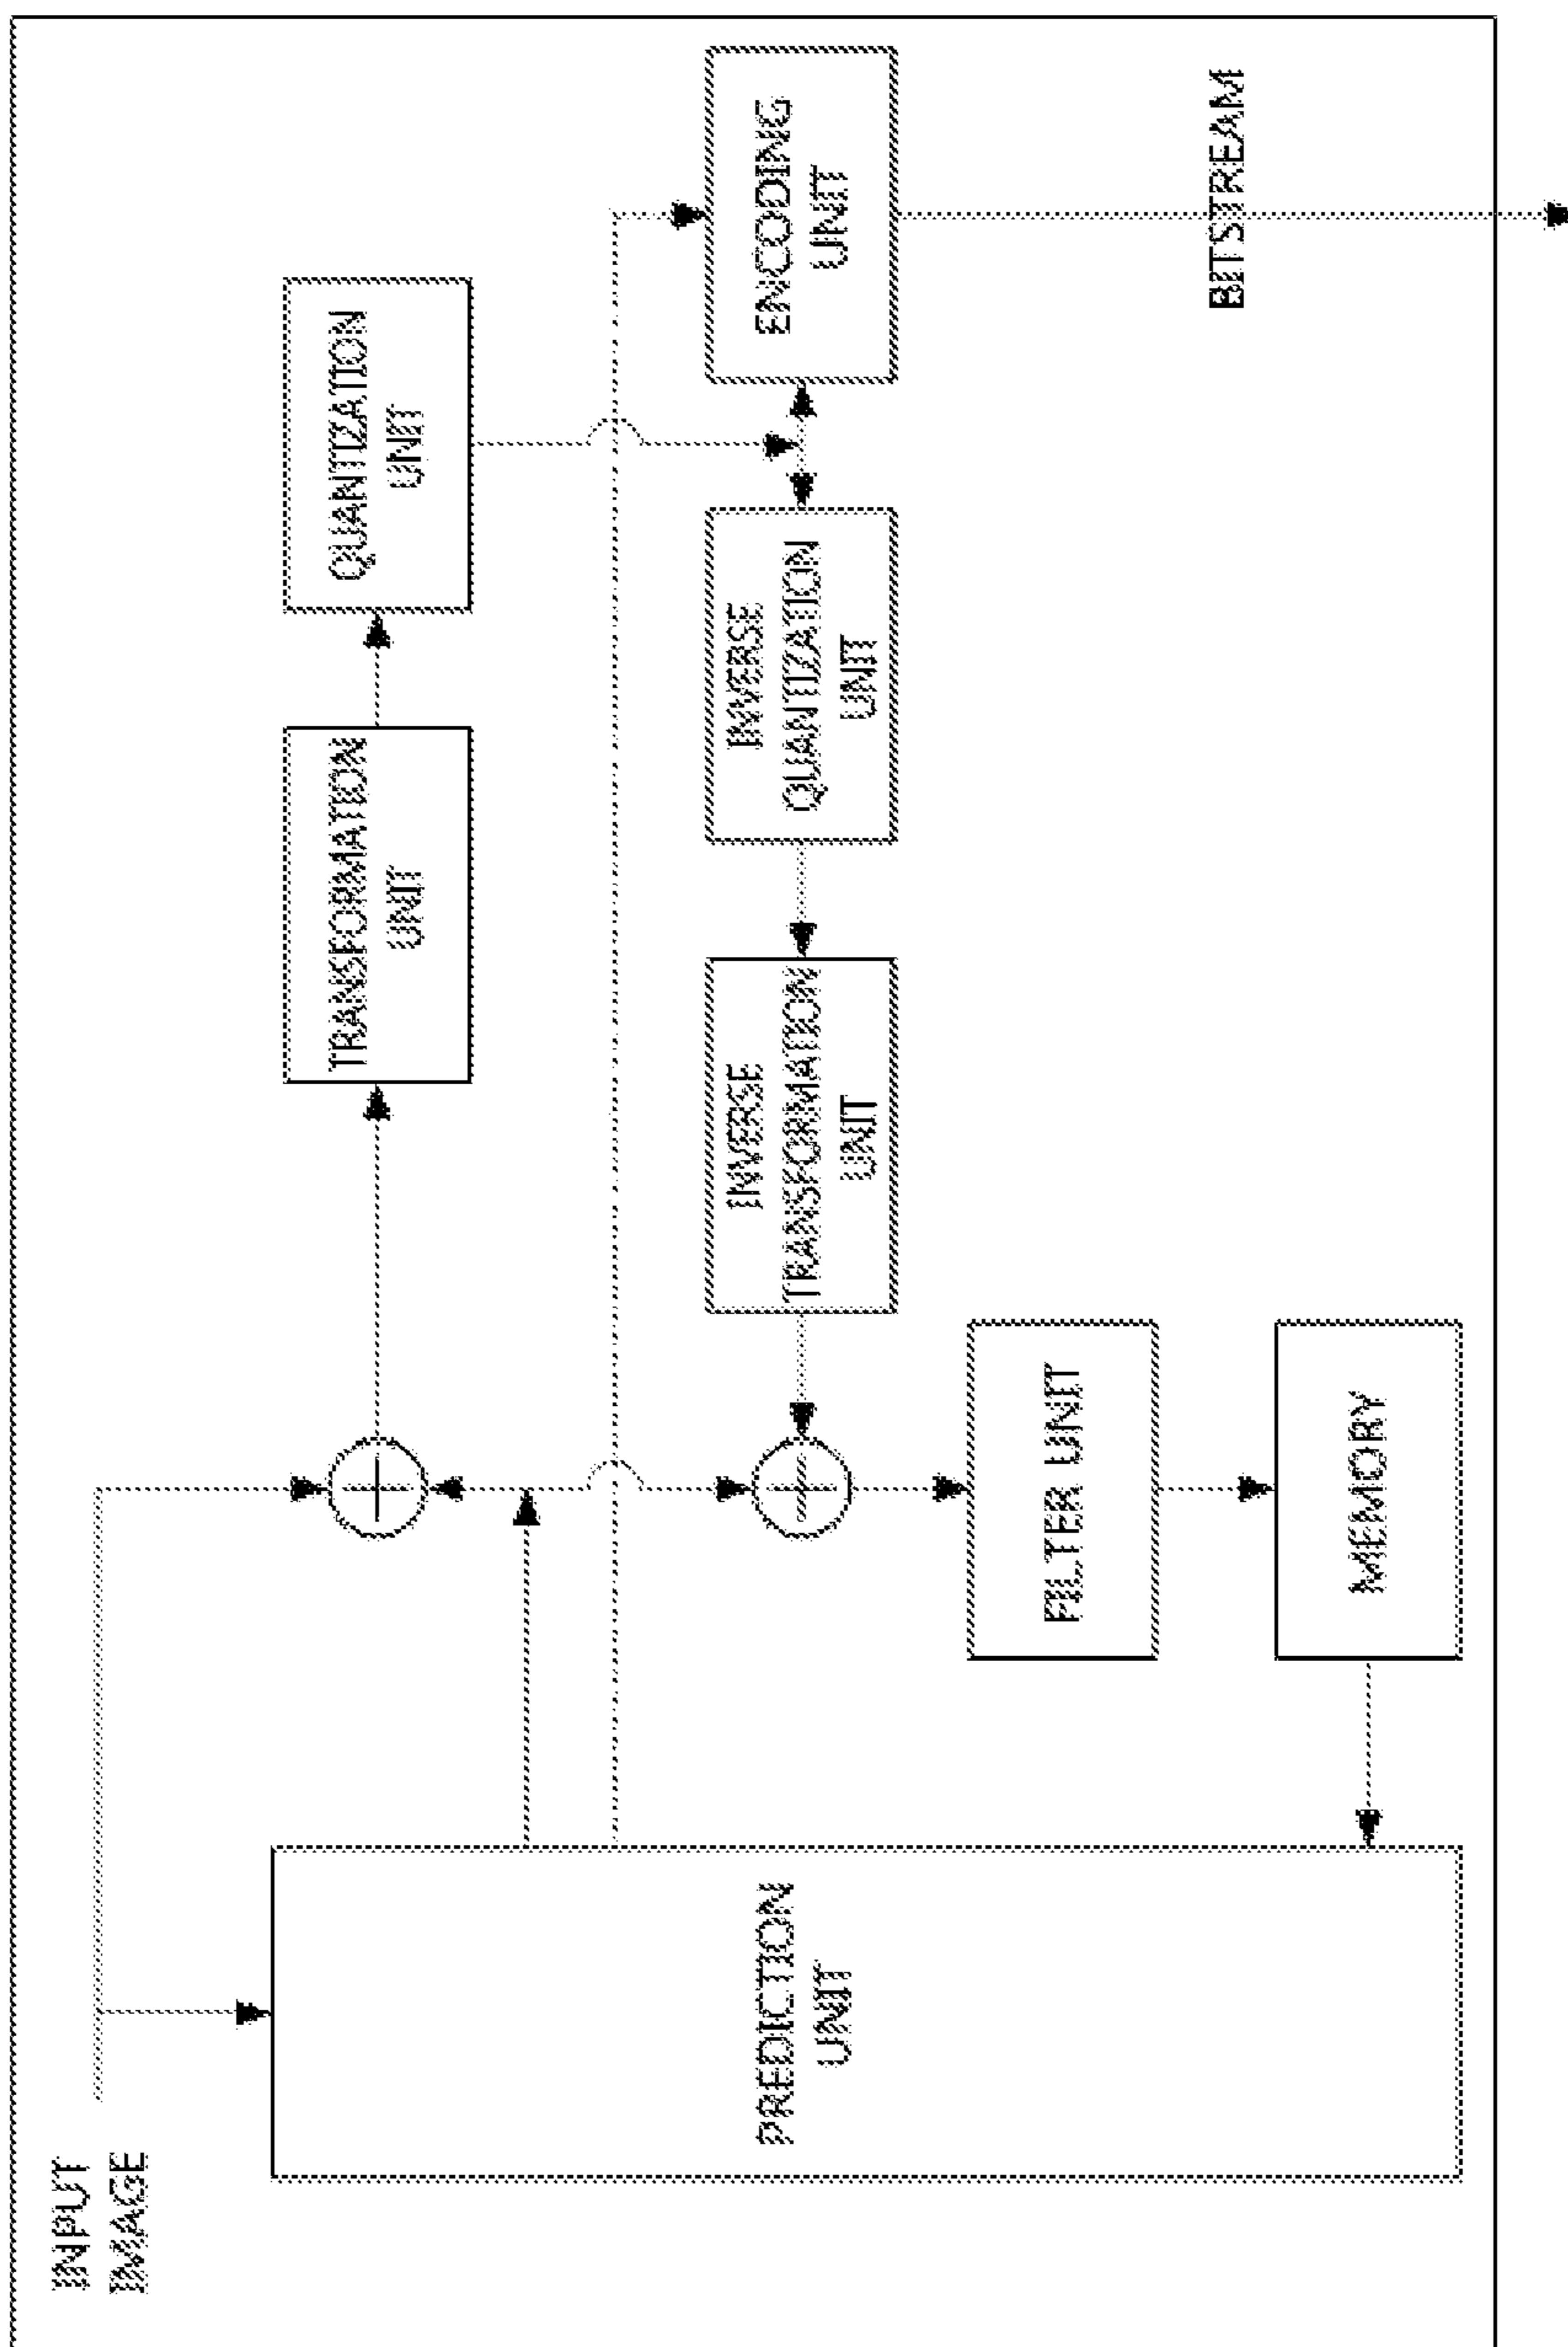 INPUT
IMAGE
PREDICTION
UNIT
TRANSFORMATION
UNIT
QUANTIZATION
UNIT
INVERSE
TRANSFORMATION
UNIT
INVERSE
QUANTIZATION
UNIT
ENCODING
UNIT
FILTER UNIT
MEMORY
BITSTREAM